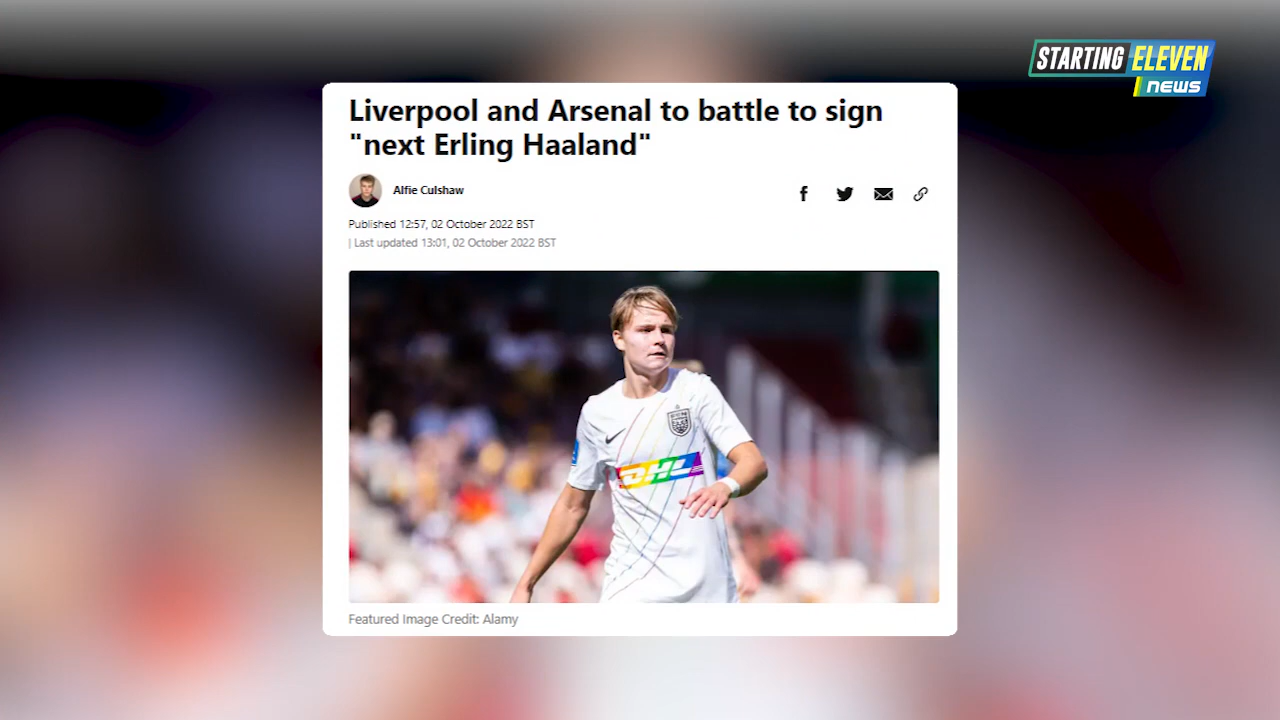 STARTING ELEVEN
news
Liverpool and Arsenal to battle to sign
"next Erling Haaland"
Alfie Culshaw
Published 12:57, 02 October 2022 BST
| Last updated 13:01, 02 October 2022 BST
DHL
Featured Image Credit: Alamy